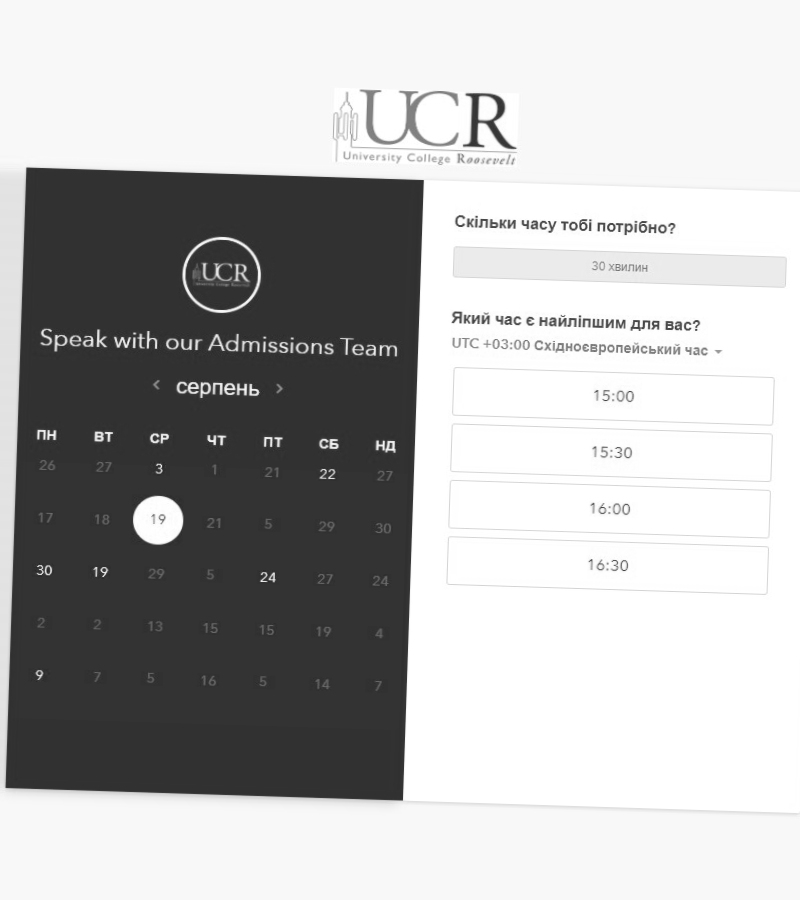 UCR
University College Roosevelt
UCR
Speak with our Admissions Team
серпень
ПН ВТ СР ЧТ ПТ СБ НД
26 27 3 1 21 22 27
17 18 19 21 5 29 30
30 19 29 5 24 27 24
2 2 13 15 15 19 4
9 7 5 16 5 14 7
Скільки часу тобі потрібно?
30 хвилин
Який час є найліпшим для вас?
UTC +03:00 Східноєвропейський час
15:00
15:30
16:00
16:30